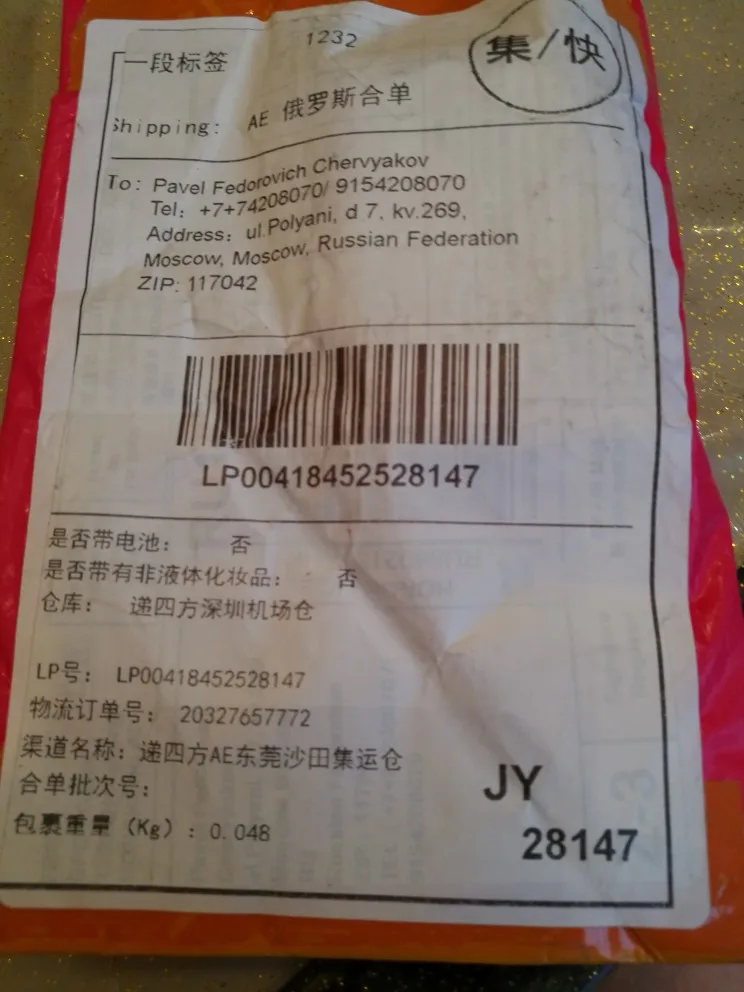 1232
集/快
一段标签
Shipping: AE 俄罗斯合单
To: Pavel Fedorovich Chervyakov
Tel: +7+74208070/ 9154208070
Address: ul.Polyani, d 7, kv.269,
Moscow, Moscow, Russian Federation
ZIP: 117042
LP00418452528147
是否带电池: 否
是否带有非液体化妆品: 否
仓库: 递四方深圳机场仓
LP号: LP00418452528147
物流订单号: 20327657772
渠道名称: 递四方AE东莞沙田集运仓
合单批次号:
包裹重量 (Kg) : 0.048
JY
28147